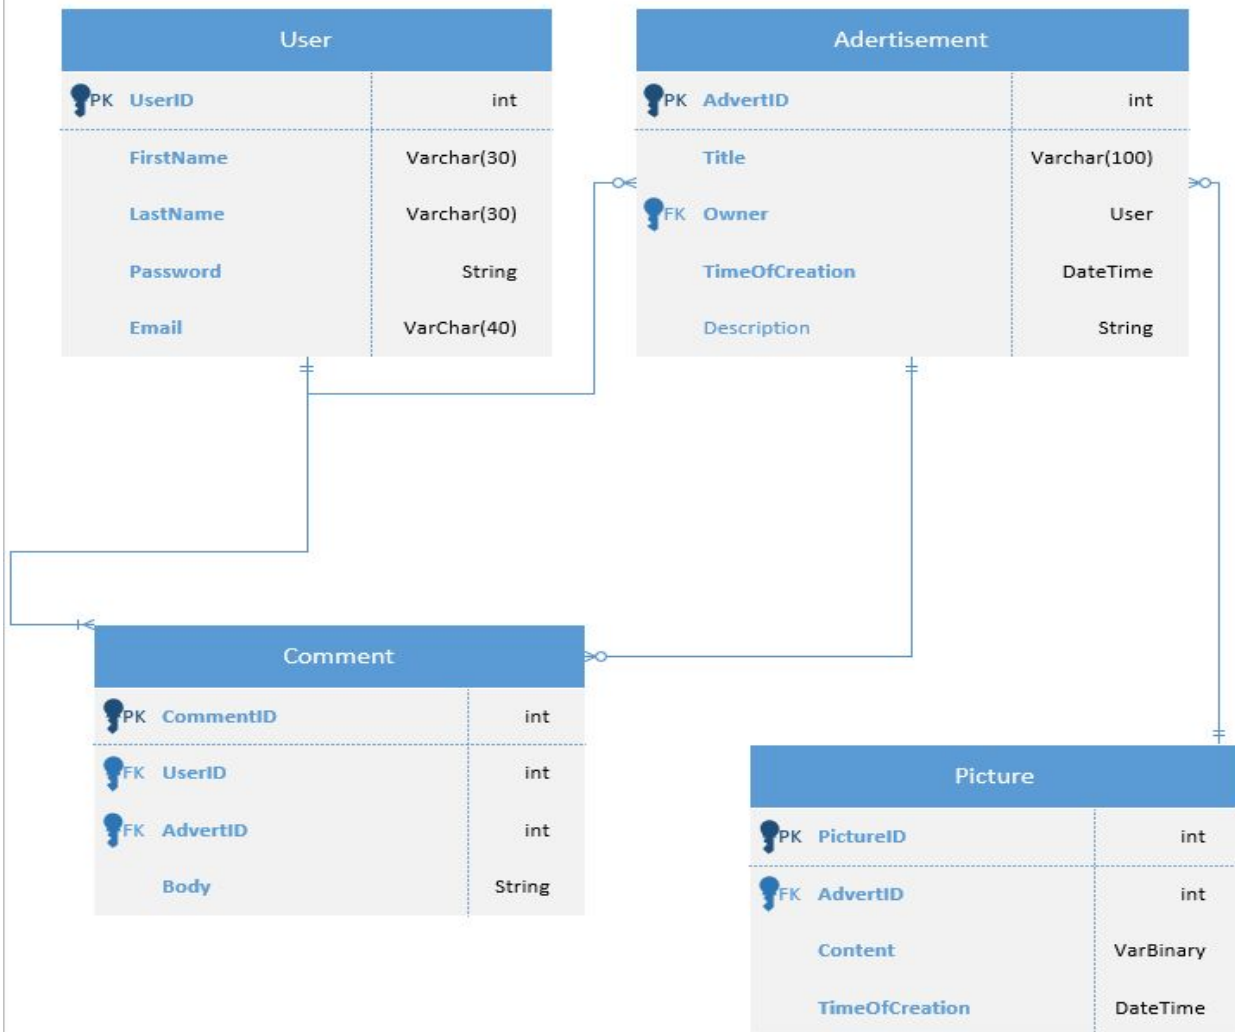 User
PK UserID int
FirstName Varchar(30)
LastName Varchar(30)
Password String
Email VarChar(40)
Adertisement
PK AdvertID int
Title Varchar(100)
FK Owner User
TimeOfCreation DateTime
Description String
Comment
PK CommentID int
FK UserID int
FK AdvertID int
Body String
Picture
PK PictureID int
FK AdvertID int
Content VarBinary
TimeOfCreation DateTime